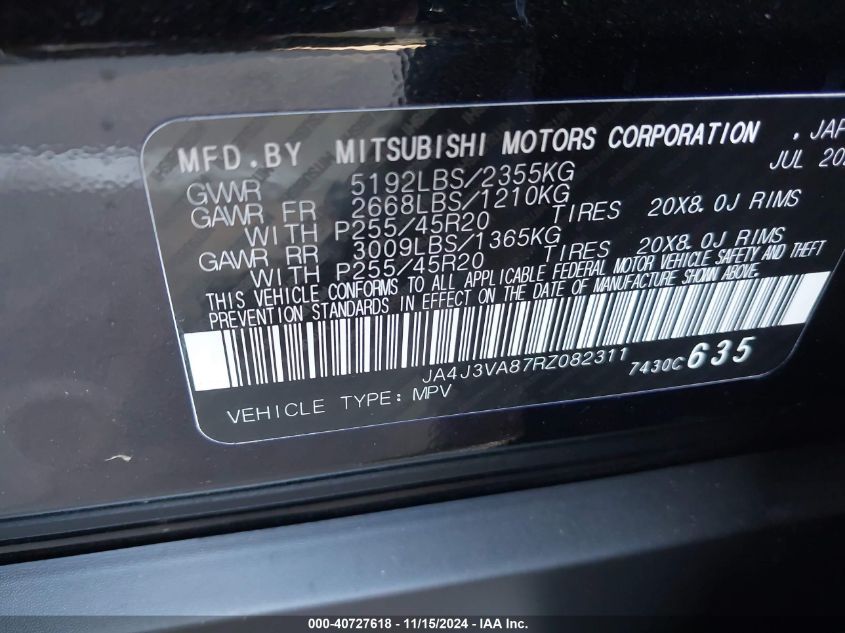 MFD.BY MITSUBISHI MOTORS CORPORATION . JAP
JUL 20
GVWR 5192LBS/2355KG
GAWR FR 2668LBS/1210KG
WITH P255/45R20 TIRES 20X8.0J RIMS
GAWR RR 3009LBS/1365KG
WITH P255/45R20 TIRES 20X8.0J RIMS
THIS VEHICLE CONFORMS TO ALL APPLICABLE FEDERAL MOTOR VEHICLE SAFETY AND THEFT
PREVENTION STANDARDS IN EFFECT ON THE DATE OF MANUFACTURE SHOWN ABOVE.
JA4J3VA87RZ082311 7430C 635
VEHICLE TYPE: MPV
000-40727618 - 11/15/2024 - IAA Inc.